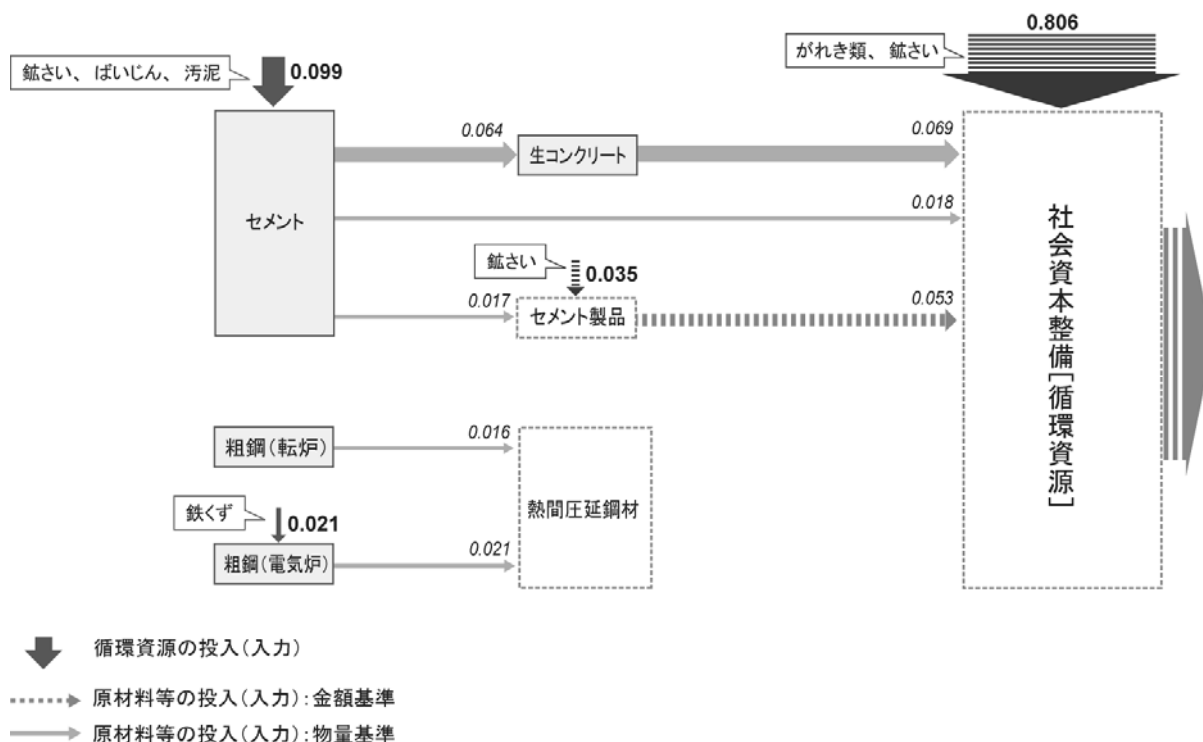 0.806
がれき類、鉱さい
鉱さい、ばいじん、汚泥
0.099
0.064
0.069
生コンクリート
セメント
0.018
鉱さい
0.035
0.017
0.053
セメント製品
社会資本整備[循環資源]
粗鋼(転炉)
0.016
熱間圧延鋼材
鉄くず
0.021
粗鋼(電気炉)
0.021
循環資源の投入(入力)
原材料等の投入(入力):金額基準
原材料等の投入(入力):物量基準